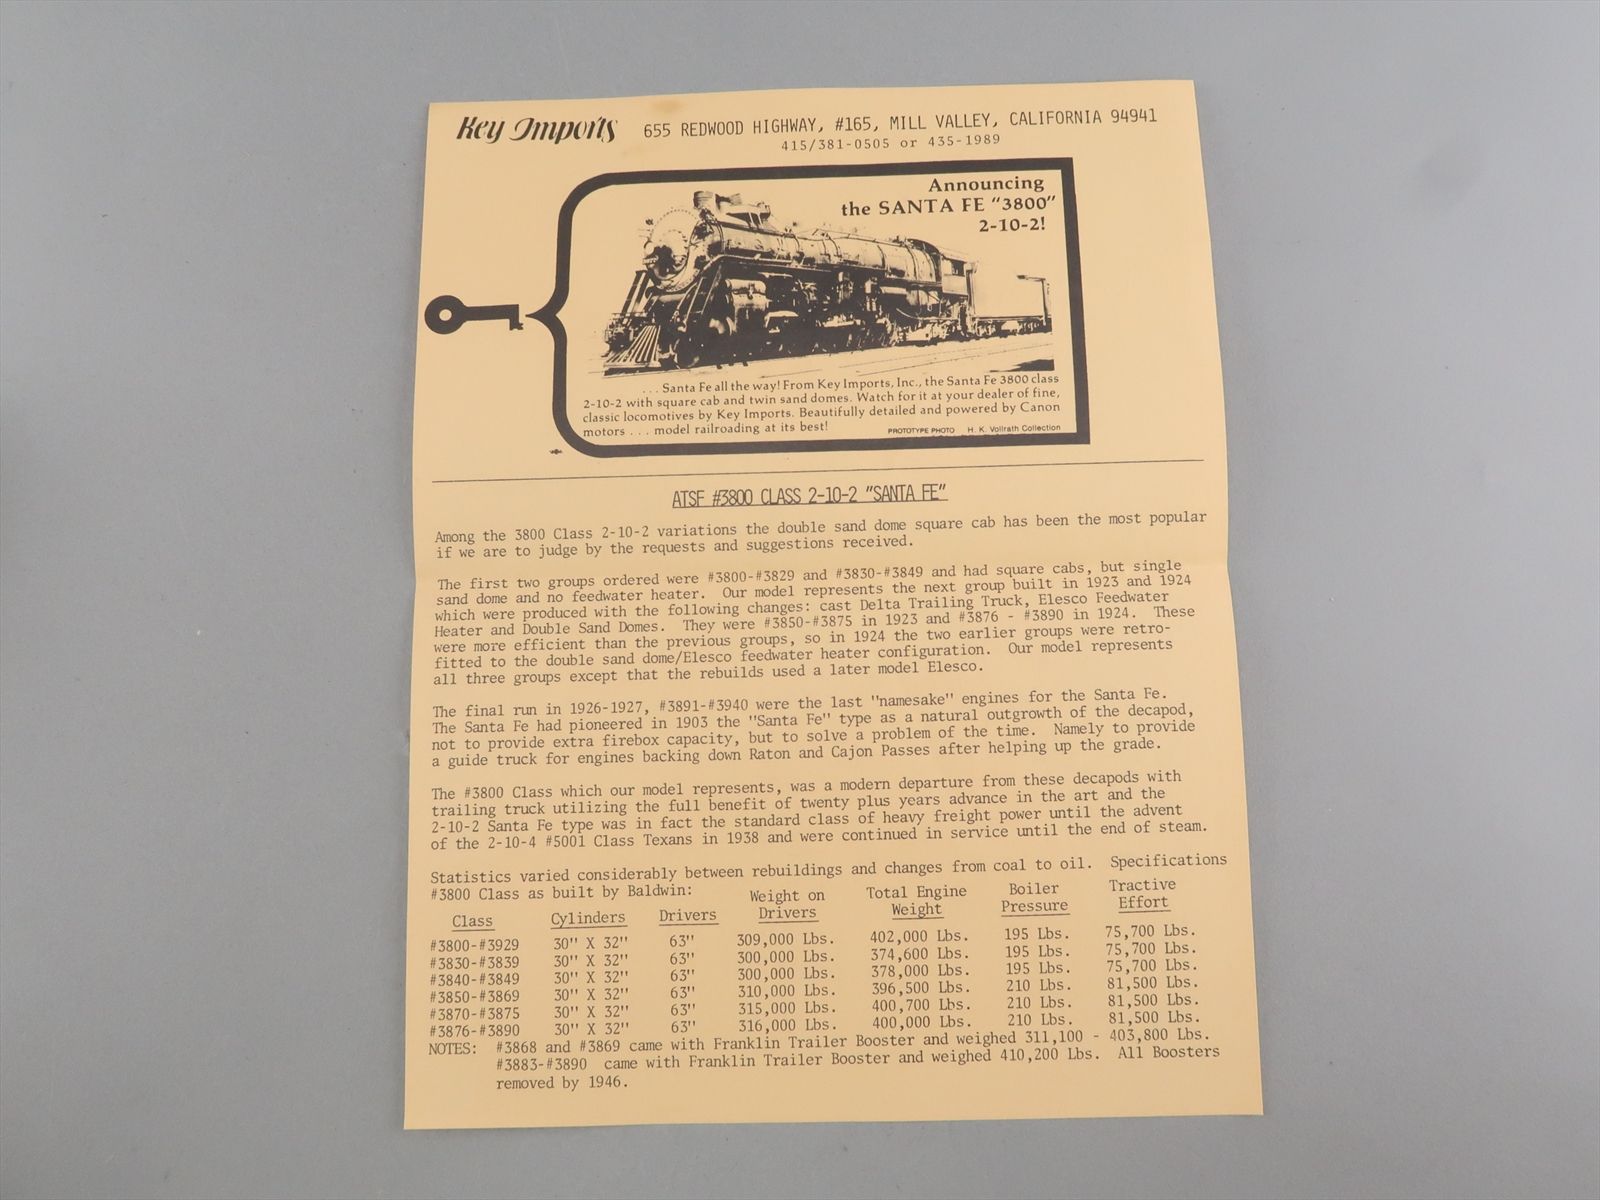 Key Imports 655 REDWOOD HIGHWAY, #165, MILL VALLEY, CALIFORNIA 94941
415/381-0505 or 435-1989
Announcing
the SANTA FE "3800"
2-10-2!
... Santa Fe all the way! From Key Imports, Inc., the Santa Fe 3800 class
2-10-2 with square cab and twin sand domes. Watch for it at your dealer of fine,
classic locomotives by Key Imports. Beautifully detailed and powered by Canon
motors ... model railroading at its best! PROTOTYPE PHOTO H. K. Vollrath Collection
ATSF #3800 CLASS 2-10-2 "SANTA FE"
Among the 3800 Class 2-10-2 variations the double sand dome square cab has been the most popular
if we are to judge by the requests and suggestions received.
The first two groups ordered were #3800-#3829 and #3830-#3849 and had square cabs, but single
sand dome and no feedwater heater. Our model represents the next group built in 1923 and 1924
which were produced with the following changes: cast Delta Trailing Truck, Elesco Feedwater
Heater and Double Sand Domes. They were #3850-#3875 in 1923 and #3876 - #3890 in 1924. These
were more efficient than the previous groups, so in 1924 the two earlier groups were retro-
fitted to the double sand dome/Elesco feedwater heater configuration. Our model represents
all three groups except that the rebuilds used a later model Elesco.
The final run in 1926-1927, #3891-#3940 were the last "namesake" engines for the Santa Fe.
The Santa Fe had pioneered in 1903 the "Santa Fe" type as a natural outgrowth of the decapod,
not to provide extra firebox capacity, but to solve a problem of the time. Namely to provide
a guide truck for engines backing down Raton and Cajon Passes after helping up the grade.
The #3800 Class which our model represents, was a modern departure from these decapods with
trailing truck utilizing the full benefit of twenty plus years advance in the art and the
2-10-2 Santa Fe type was in fact the standard class of heavy freight power until the advent
of the 2-10-4 #5001 Class Texans in 1938 and were continued in service until the end of steam.
Statistics varied considerably between rebuildings and changes from coal to oil. Specifications
#3800 Class as built by Baldwin:
Class Cylinders Drivers Weight on Drivers Total Engine Weight Boiler Pressure Tractive Effort
#3800-#3929 30" X 32" 63" 309,000 Lbs. 402,000 Lbs. 195 Lbs. 75,700 Lbs.
#3830-#3839 30" X 32" 63" 300,000 Lbs. 374,600 Lbs. 195 Lbs. 75,700 Lbs.
#3840-#3849 30" X 32" 63" 300,000 Lbs. 378,000 Lbs. 195 Lbs. 75,700 Lbs.
#3850-#3869 30" X 32" 63" 310,000 Lbs. 396,500 Lbs. 210 Lbs. 81,500 Lbs.
#3870-#3875 30" X 32" 63" 315,000 Lbs. 400,700 Lbs. 210 Lbs. 81,500 Lbs.
#3876-#3890 30" X 32" 63" 316,000 Lbs. 400,000 Lbs. 210 Lbs. 81,500 Lbs.
NOTES: #3868 and #3869 came with Franklin Trailer Booster and weighed 311,100 - 403,800 Lbs.
#3883-#3890 came with Franklin Trailer Booster and weighed 410,200 Lbs. All Boosters
removed by 1946.